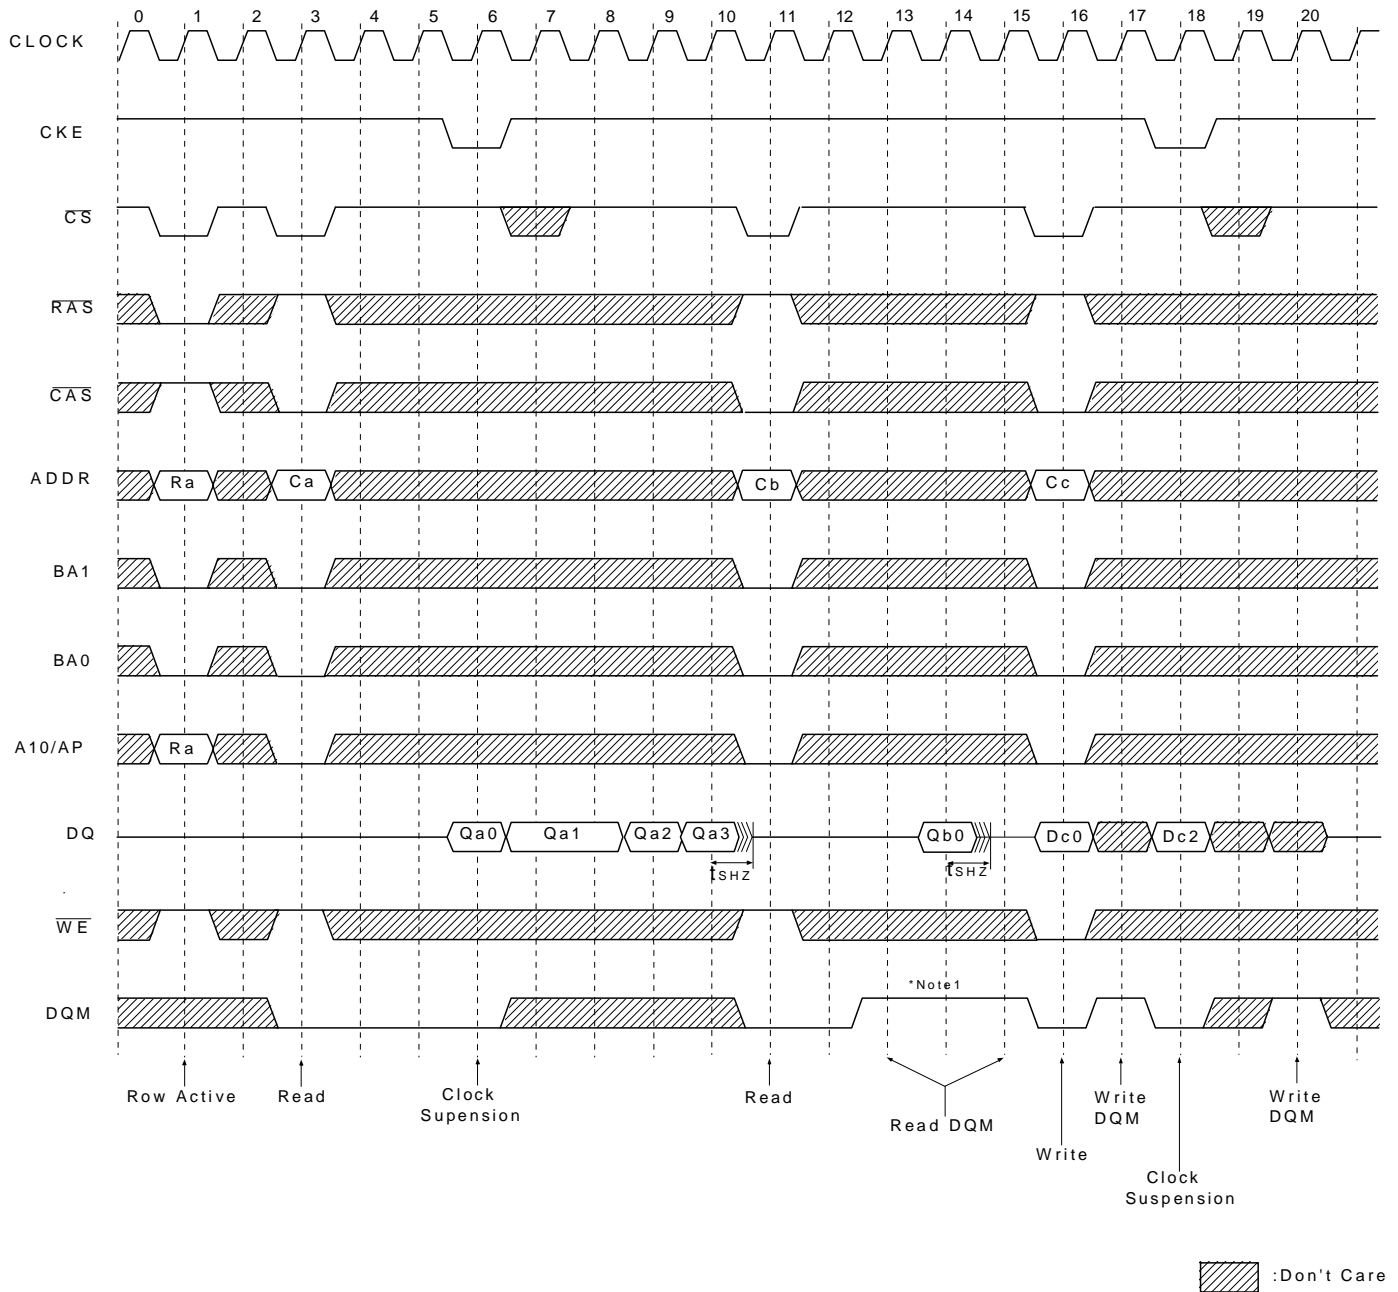 0 1 2 3 4 5 6 7 8 9 10 11 12 13 14 15 16 17 18 19 20
CLOCK
CKE
CS
RAS
CAS
ADDR Ra Ca Cb Cc
BA1
BA0
A10/AP Ra
DQ Qa0 Qa1 Qa2 Qa3 Qb0 Dc0 Dc2
tSHZ tSHZ
WE
*Note1
DQM
Row Active Read Clock Supension Read Read DQM Write Write DQM Clock Suspension Write DQM
:Don't Care